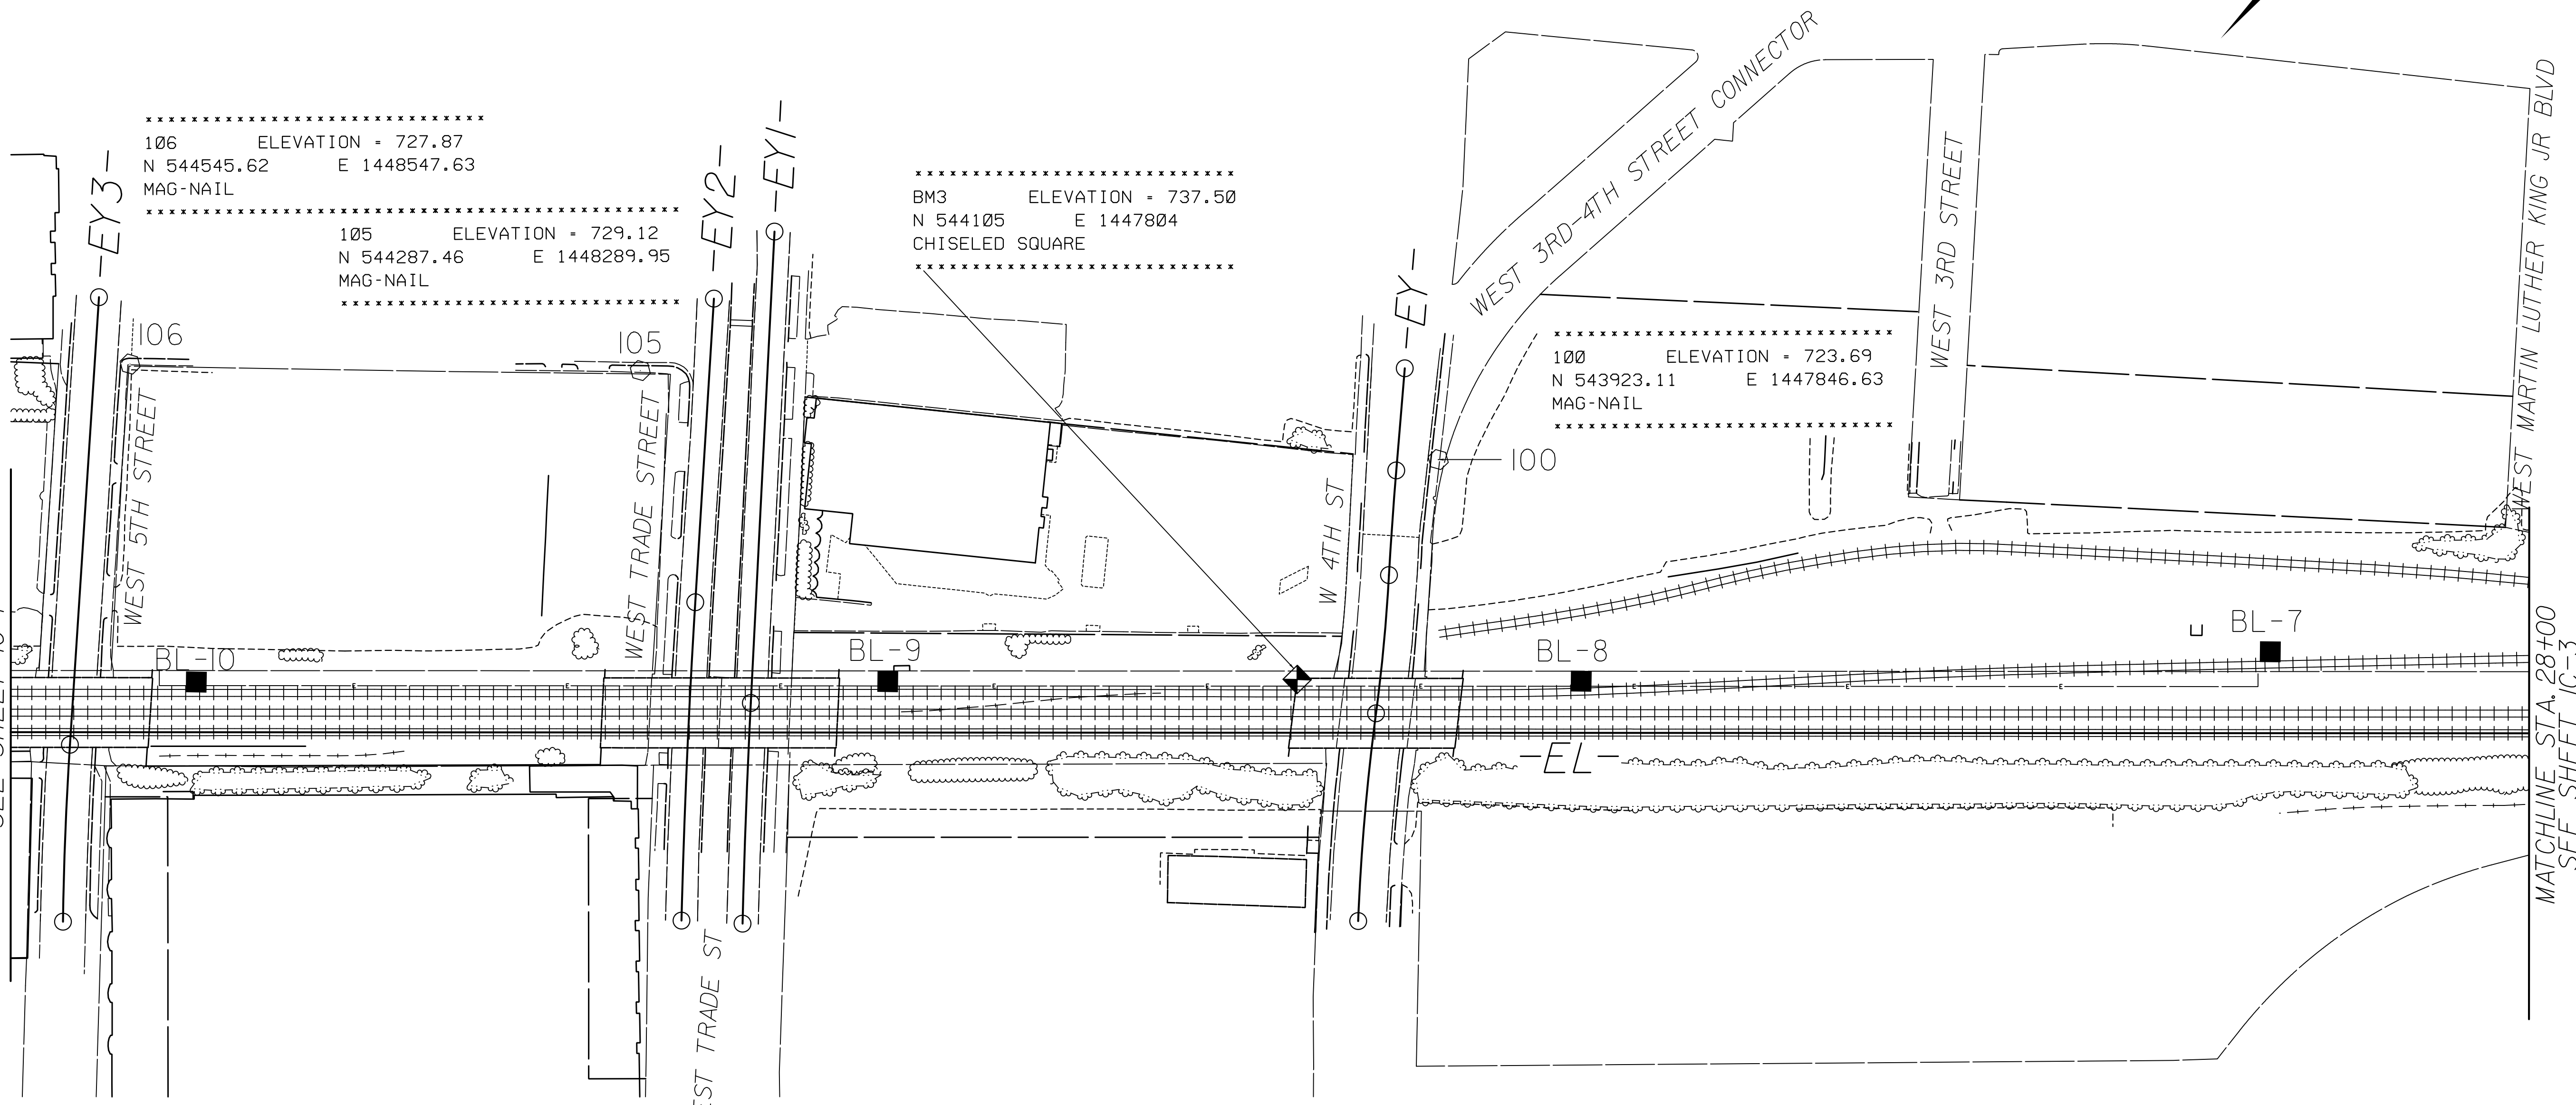 WEST 3RD-4TH STREET CONNECTOR
* * * * * * * * * * * * * * * * * * * * * * * * * * * * * *
106 ELEVATION = 727.87
N 544545.62 E 1448547.63
MAG-NAIL
* * * * * * * * * * * * * * * * * * * * * * * * * * * * * *
105 ELEVATION = 729.12
N 544287.46 E 1448289.95
MAG-NAIL
* * * * * * * * * * * * * * * * * * * * * * * * * * * * * *
* * * * * * * * * * * * * * * * * * * * * * * * * * * *
BM3 ELEVATION = 737.50
N 544105 E 1447804
CHISELED SQUARE
* * * * * * * * * * * * * * * * * * * * * * * * * * * *
* * * * * * * * * * * * * * * * * * * * * * * * * * * * * *
100 ELEVATION = 723.69
N 543923.11 E 1447846.63
MAG-NAIL
* * * * * * * * * * * * * * * * * * * * * * * * * * * * * *
-EY3-
-EY2-
-EY1-
-EY-
WEST 3RD STREET
WEST MARTIN LUTHER KING JR BLVD
106
105
100
WEST 5TH STREET
WEST TRADE STREET
W 4TH ST
BL-10
BL-9
BL-8
BL-7
E E E E E E E E E
-EL-
MATCHLINE STA. 28+00
SEE SHEET 1C-3
TRADE ST